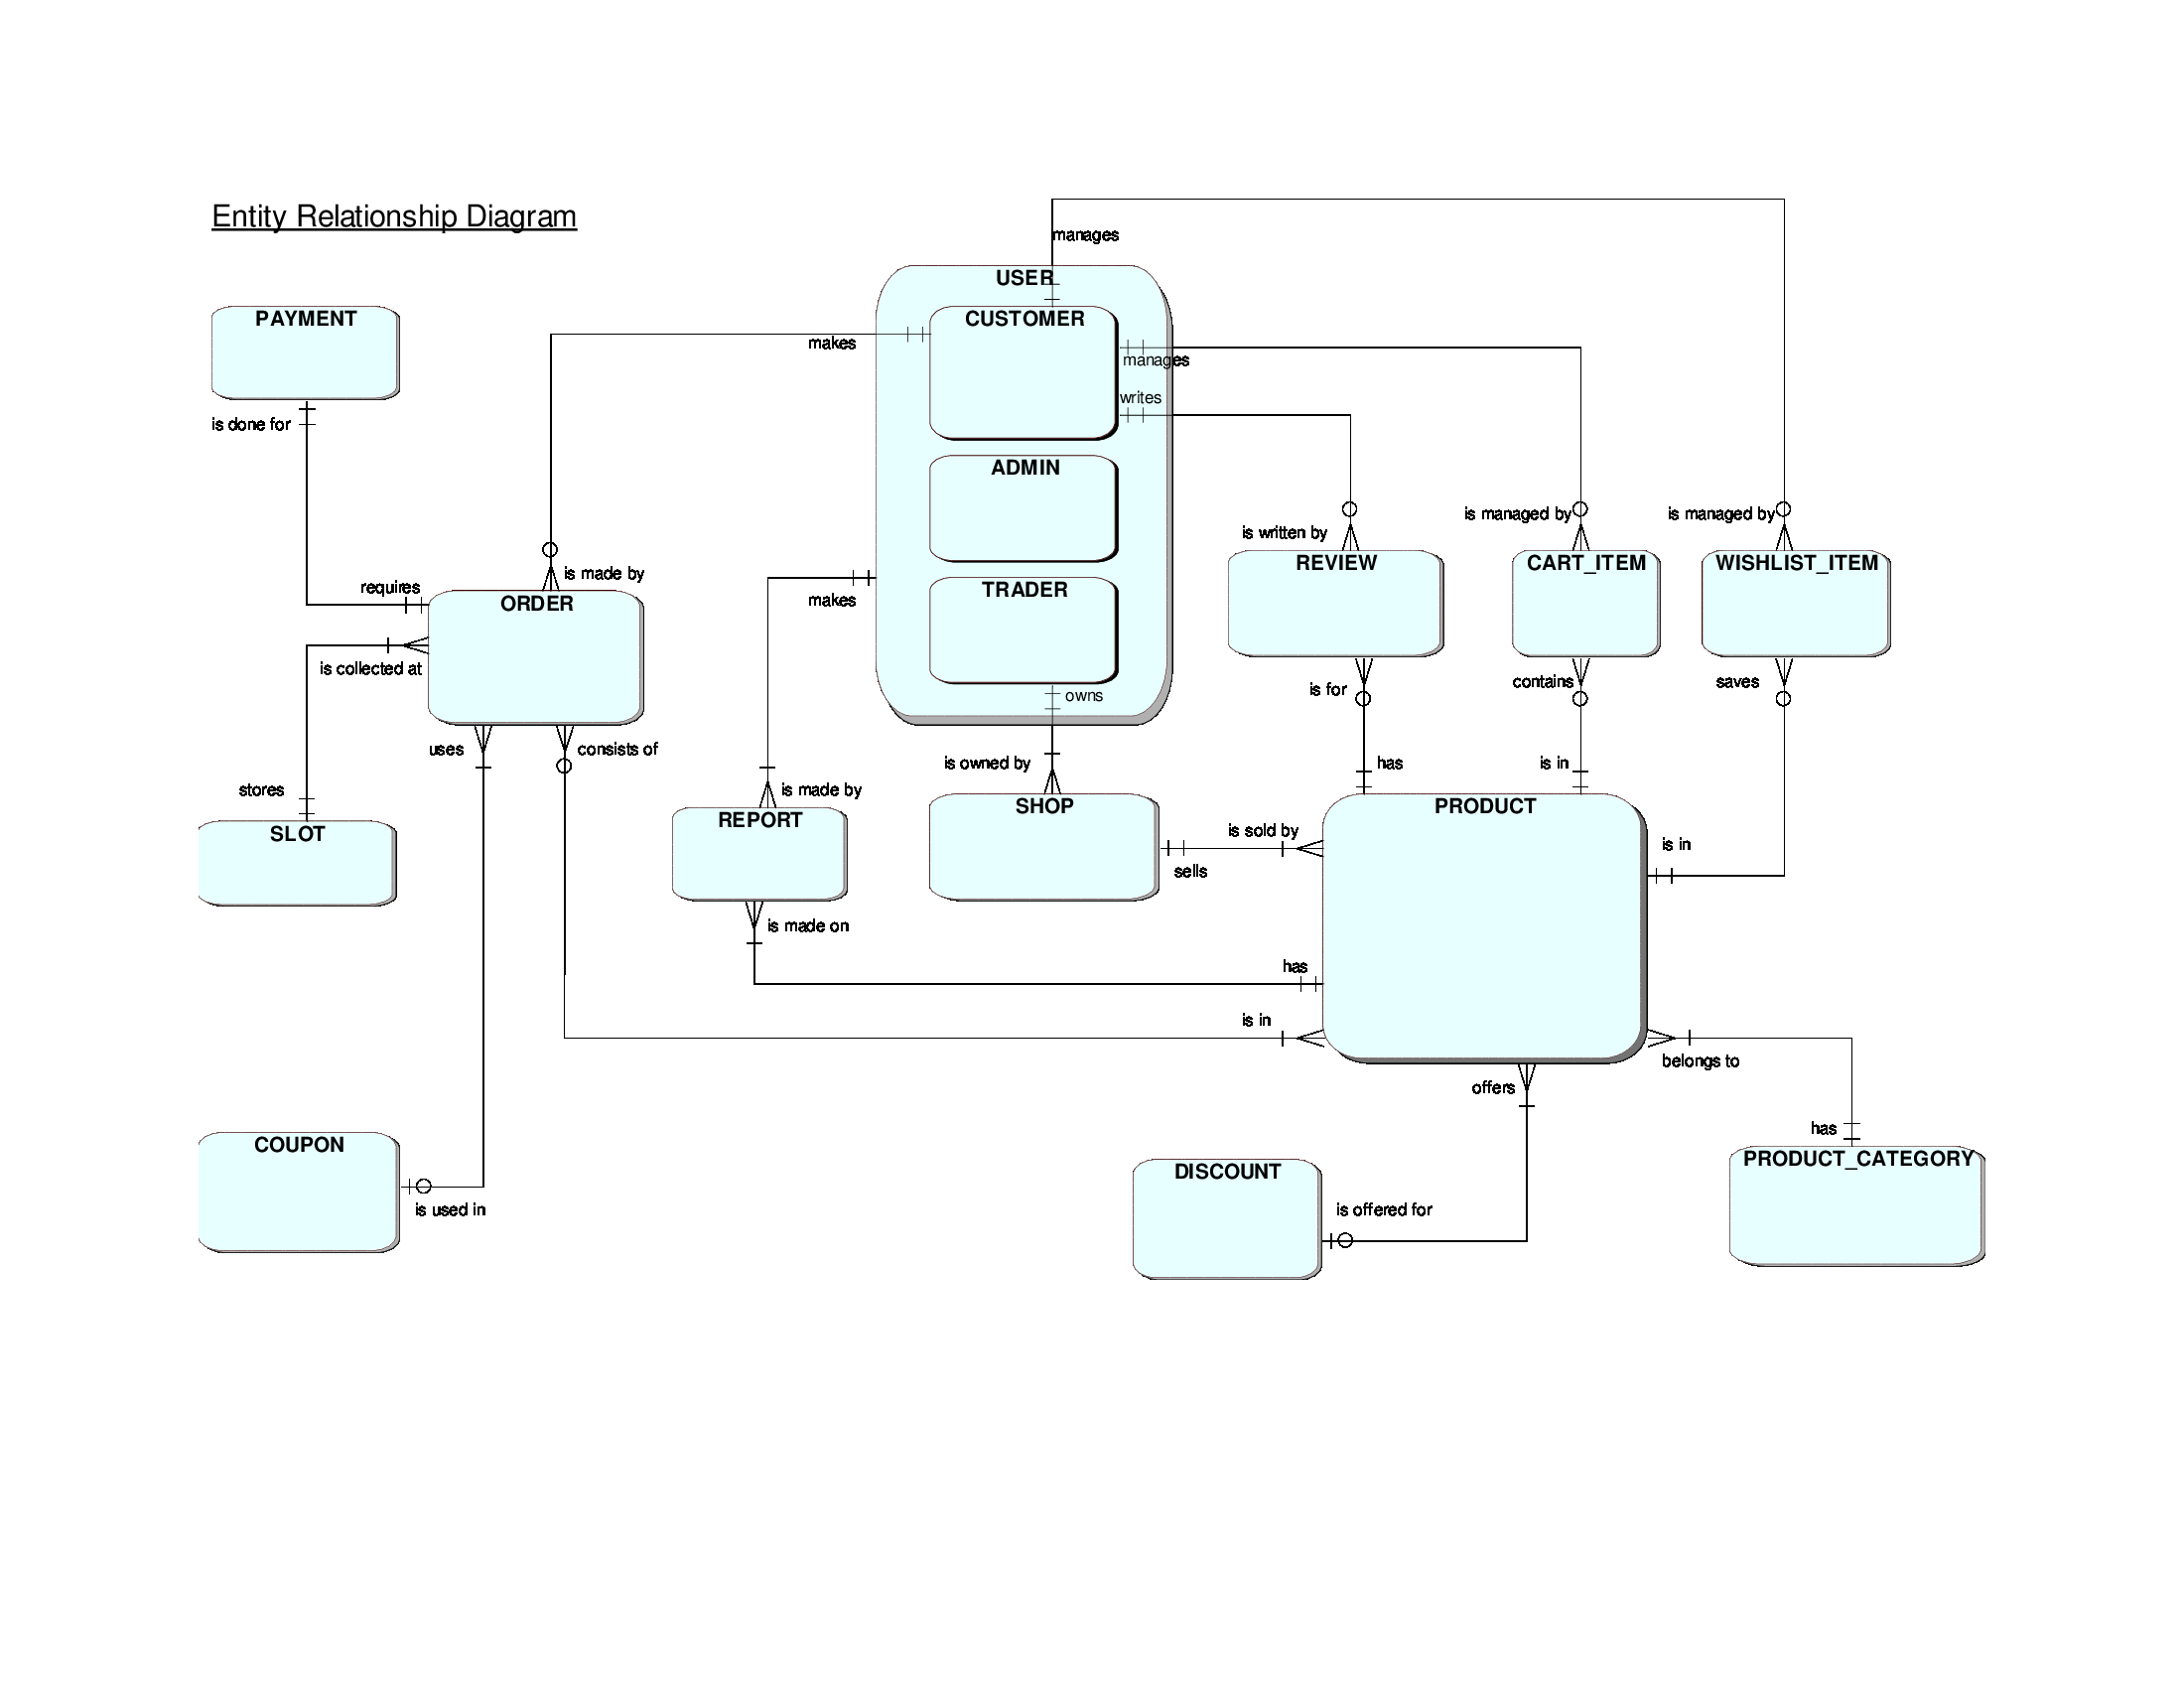 Entity Relationship Diagram
manages
USER
PAYMENT
CUSTOMER
makes
manages
writes
is done for
ADMIN
is managed by
is managed by
is written by
REVIEW
CART_ITEM
WISHLIST_ITEM
is made by
requires
ORDER
makes
TRADER
is collected at
is for
contains
saves
owns
uses
consists of
is owned by
has
is in
stores
is made by
SHOP
PRODUCT
REPORT
SLOT
is sold by
is in
sells
is made on
has
is in
belongs to
offers
has
COUPON
PRODUCT_CATEGORY
DISCOUNT
is used in
is offered for